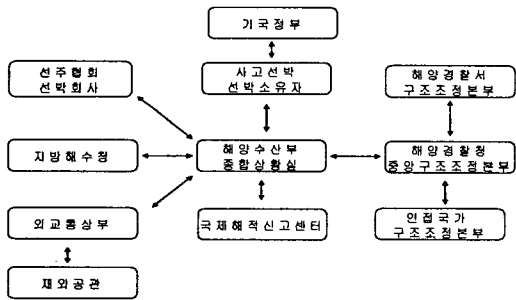 기국정부
선주협회
선박회사
사고선박
선박소유자
해양경찰서
구조조정본부
지방해수청
해양수산부
종합상황실
해양경찰청
중앙구조조정본부
외교통상부
국제해적신고센터
인접국가
구조조정본부
재외공관